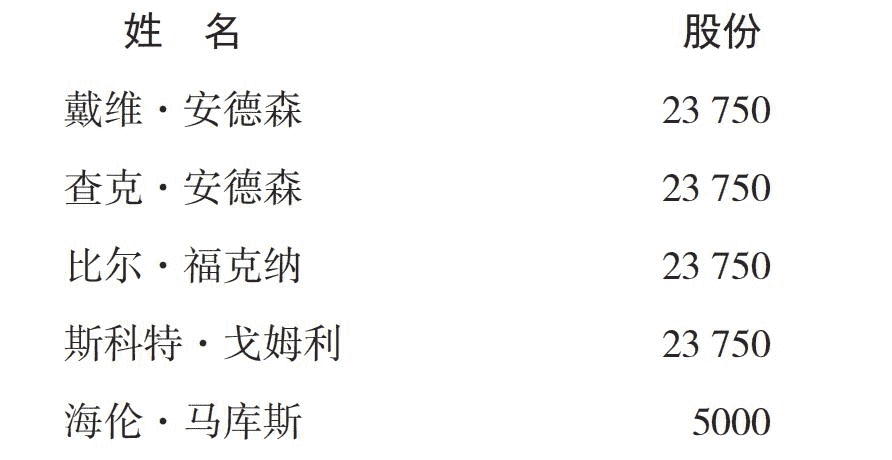 姓 名 股份
戴维·安德森 23 750
查克·安德森 23 750
比尔·福克纳 23 750
斯科特·戈姆利 23 750
海伦·马库斯 5000